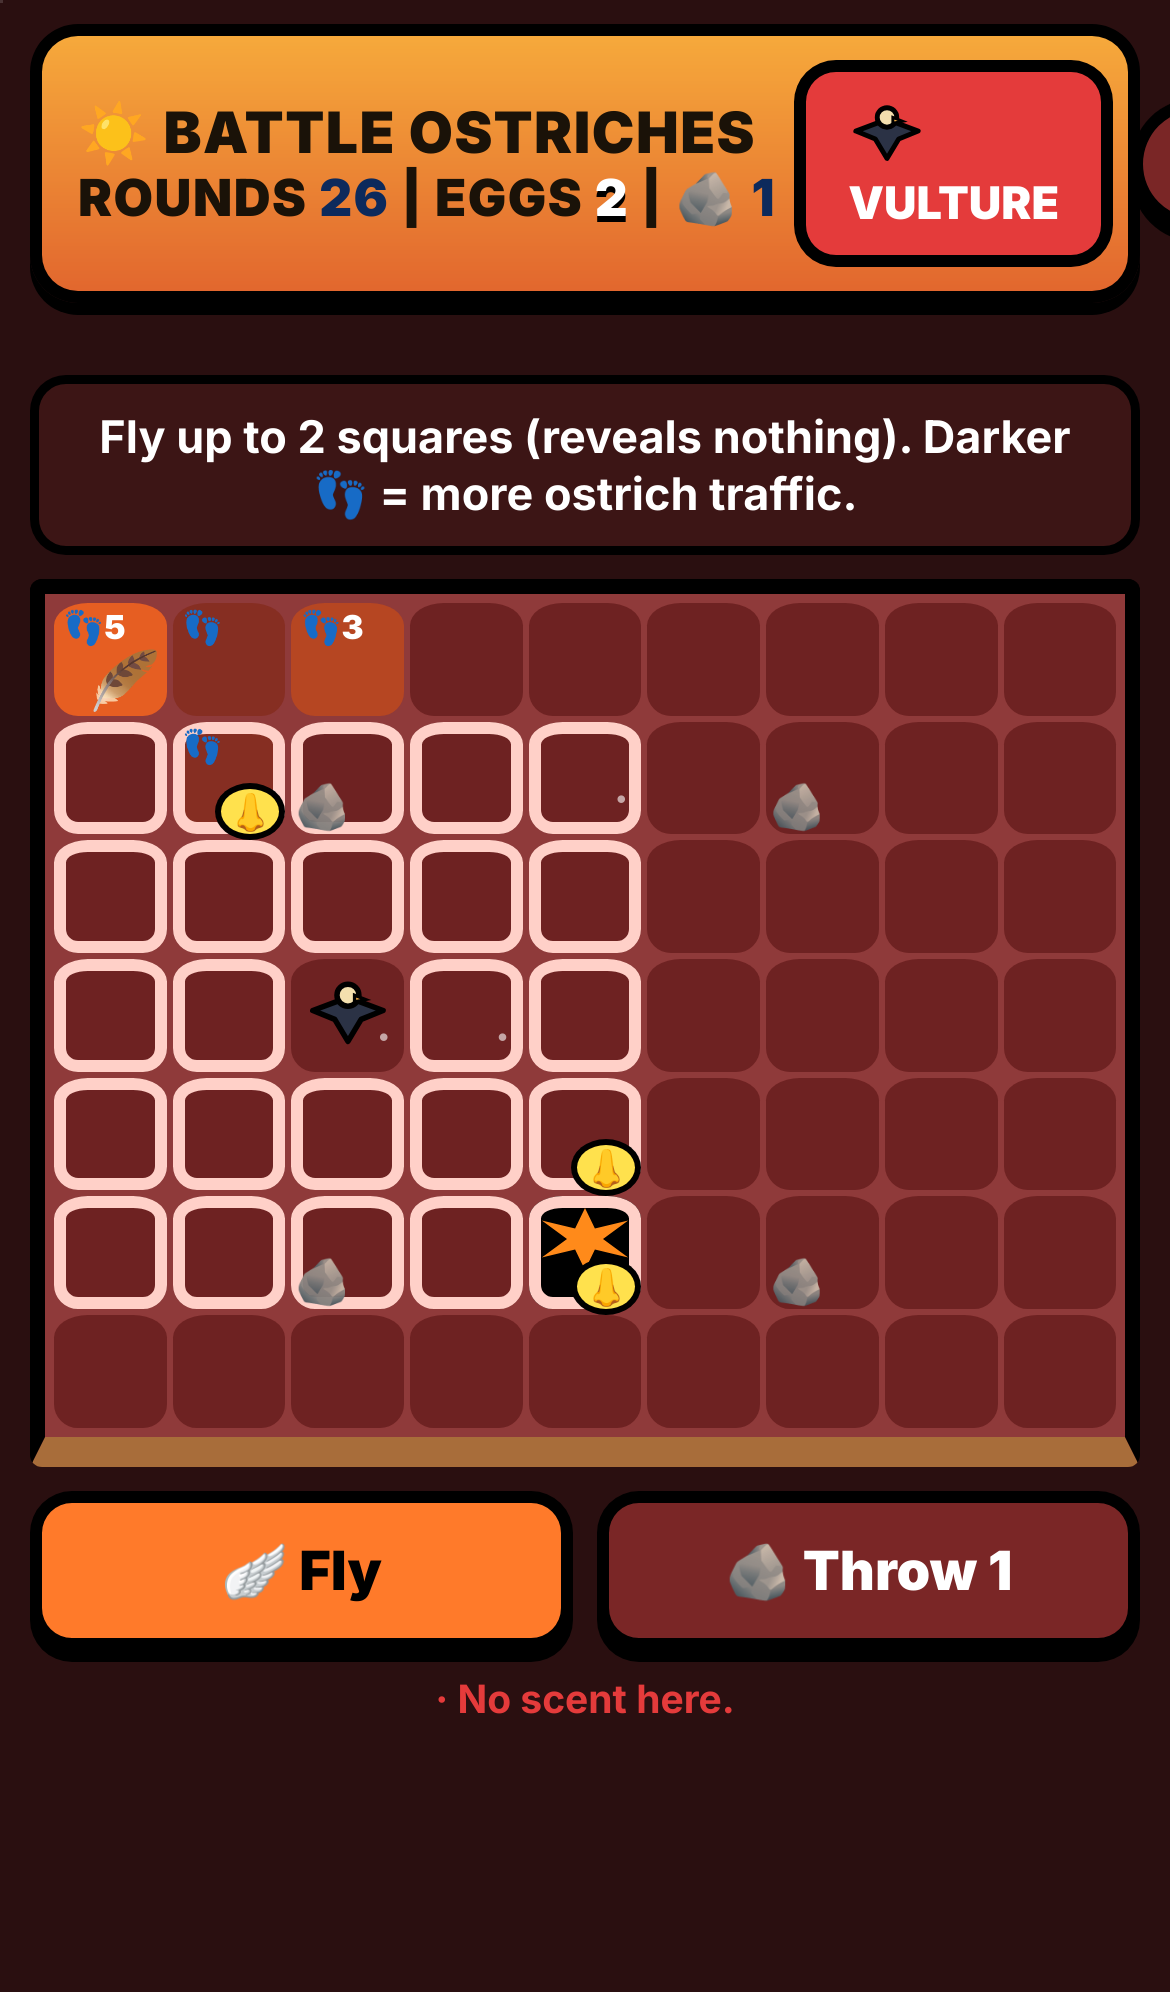 BATTLE OSTRICHES
ROUNDS 26 | EGGS 2 | 1
VULTURE
Fly up to 2 squares (reveals nothing). Darker
= more ostrich traffic.
5
3
Fly
Throw 1
· No scent here.